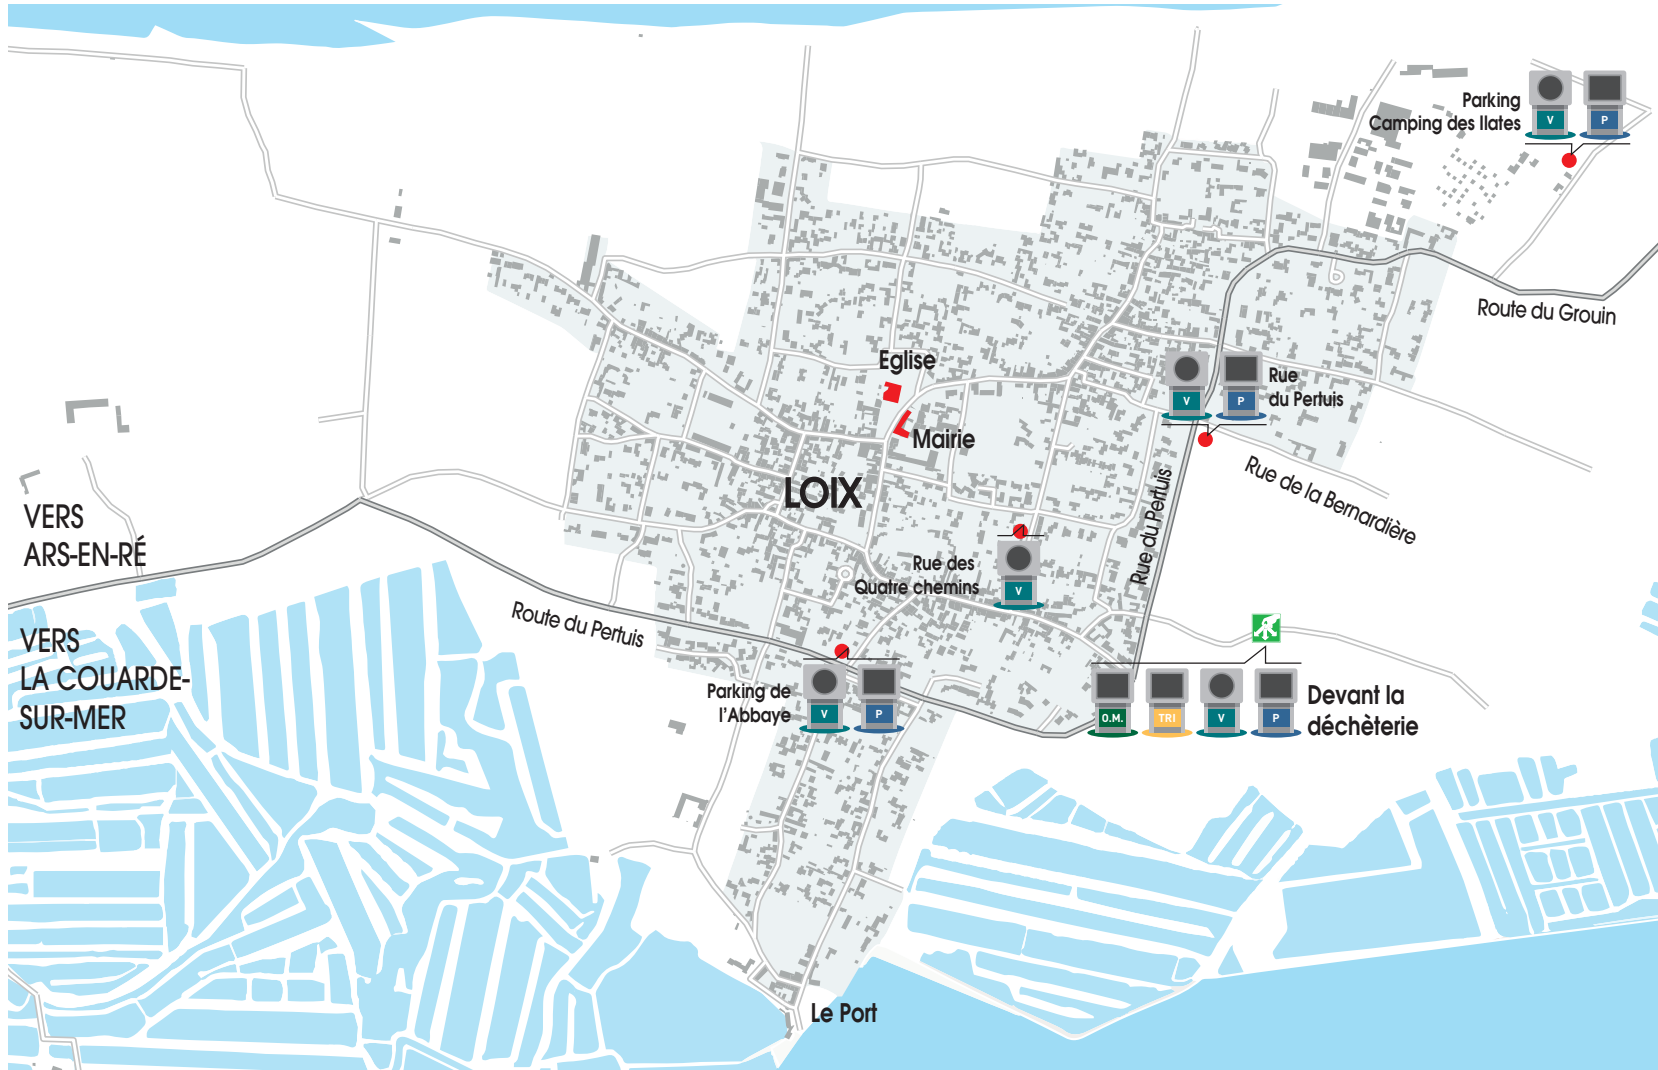 Parking
Camping des Ilates
V
P
Route du Grouin
Eglise
Mairie
V
P
Rue
du Pertuis
LOIX
Rue de la Bernardière
Rue du Pertuis
VERS
ARS-EN-RÉ
Rue des
Quatre chemins
V
Route du Pertuis
VERS
LA COUARDE-
SUR-MER
Parking de
l'Abbaye
V
P
O.M.
TRI
V
P
Devant la
déchèterie
Le Port